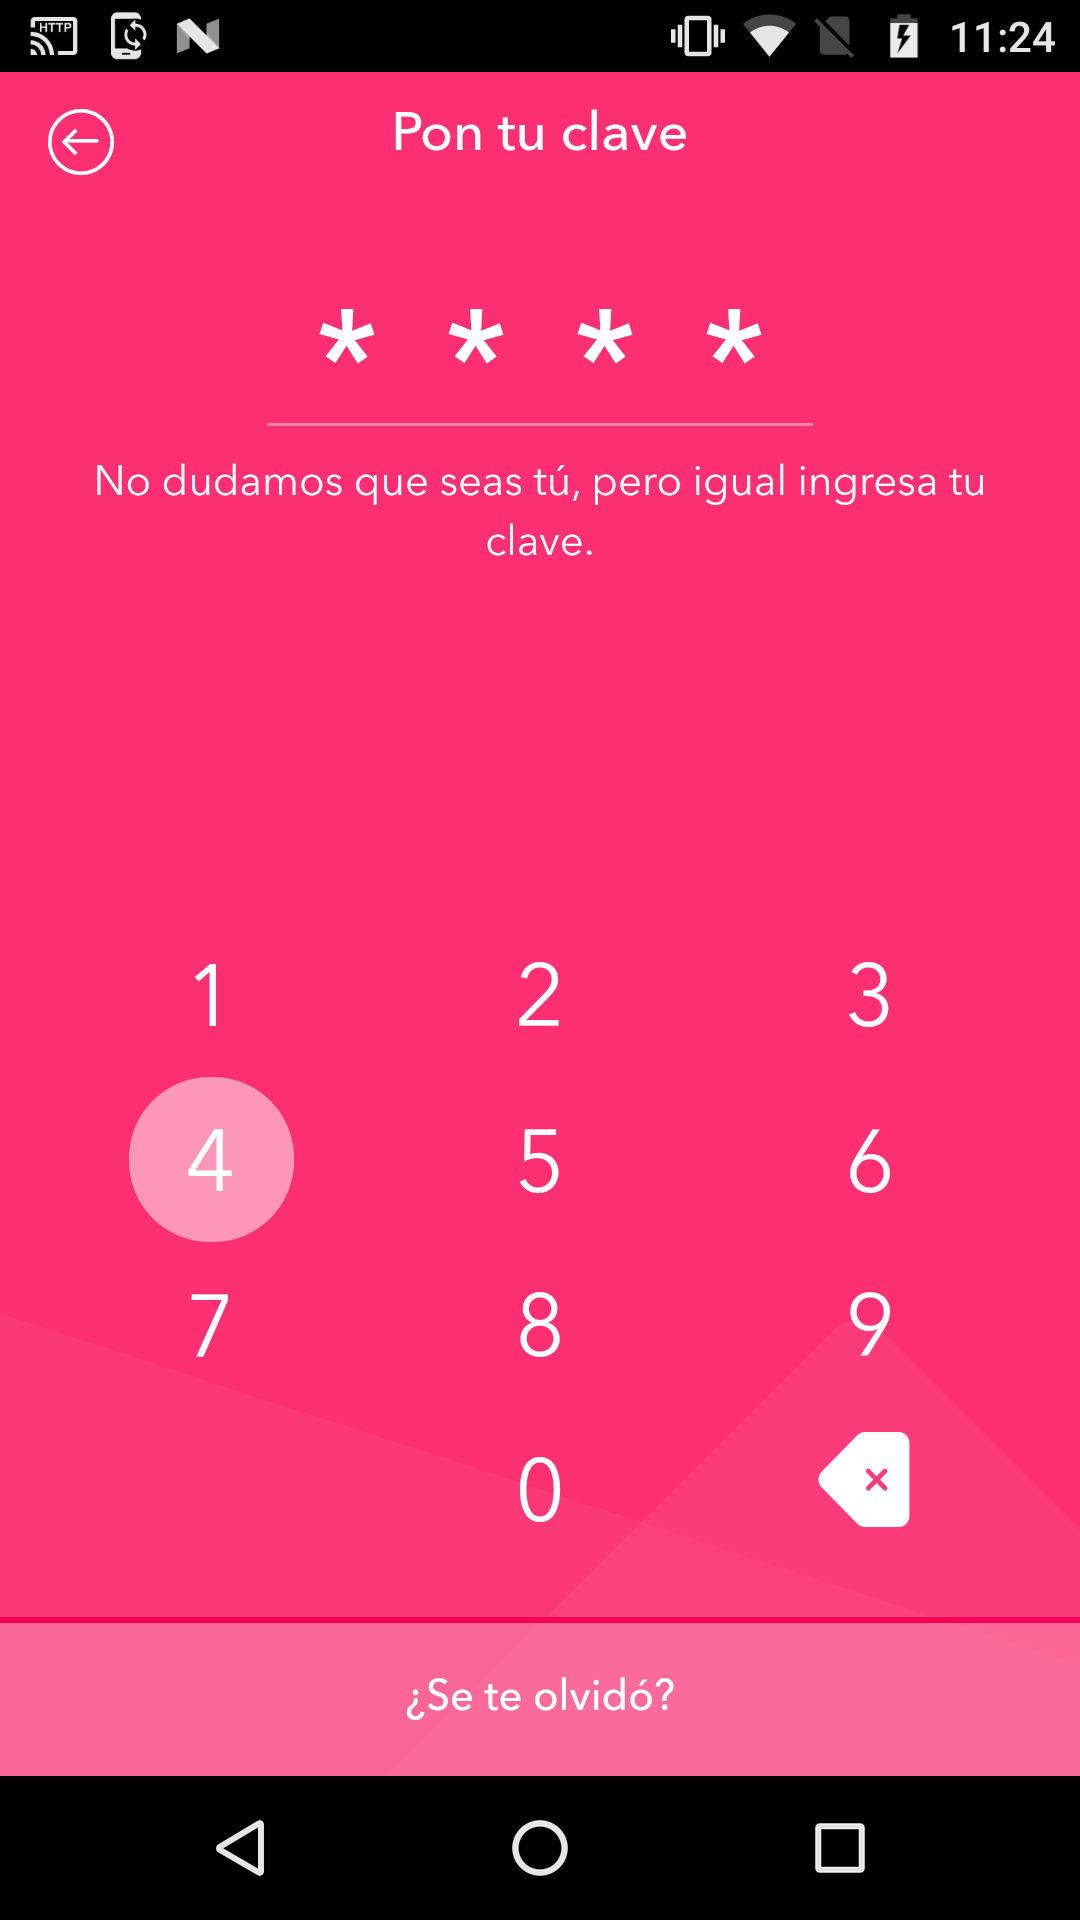 HTTP
11:24
Pon tu clave
* * * *
No dudamos que seas tú, pero igual ingresa tu
clave.
1 2 3
4 5 6
7 8 9
0
¿Se te olvidó?